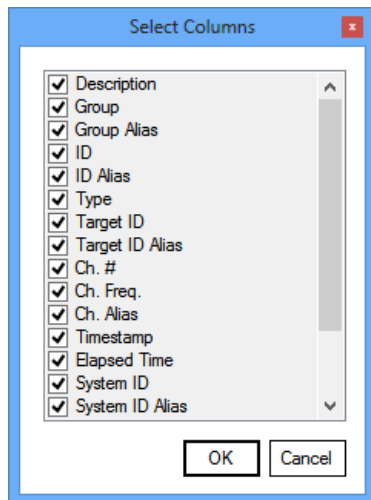 Select Columns
x
Description
Group
Group Alias
ID
ID Alias
Type
Target ID
Target ID Alias
Ch. #
Ch. Freq.
Ch. Alias
Timestamp
Elapsed Time
System ID
System ID Alias
OK Cancel